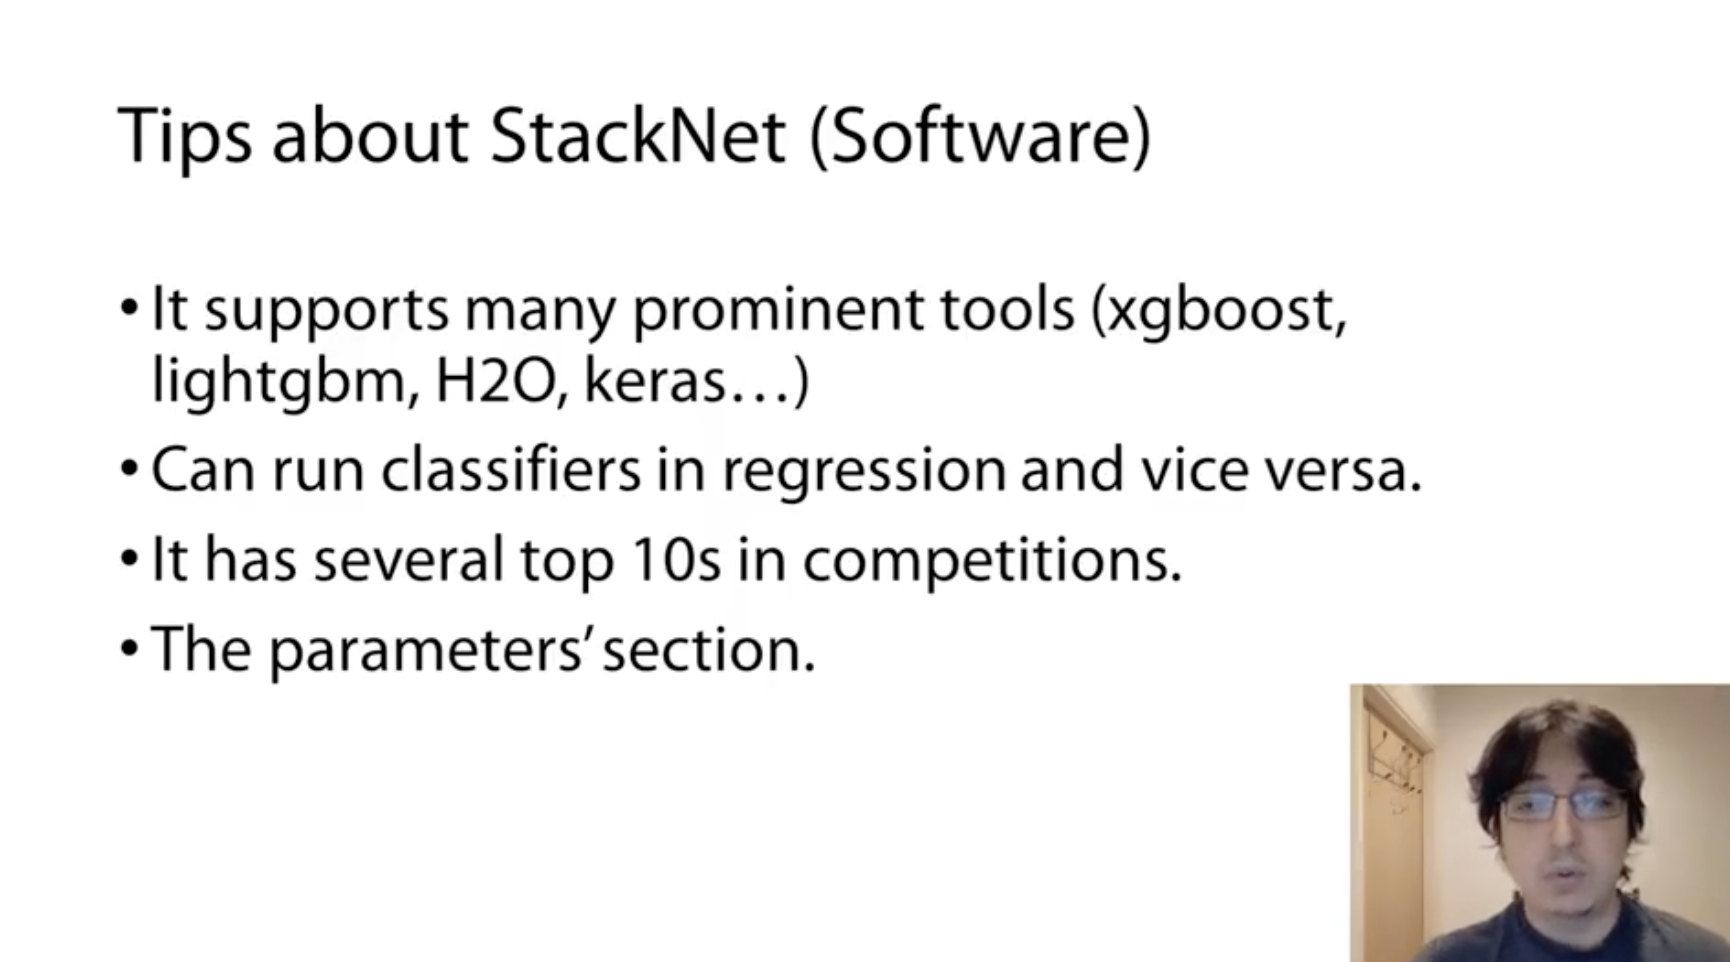 Tips about StackNet (Software)
• It supports many prominent tools (xgboost,
lightgbm, H2O, keras…)
• Can run classifiers in regression and vice versa.
• It has several top 10s in competitions.
• The parameters’ section.